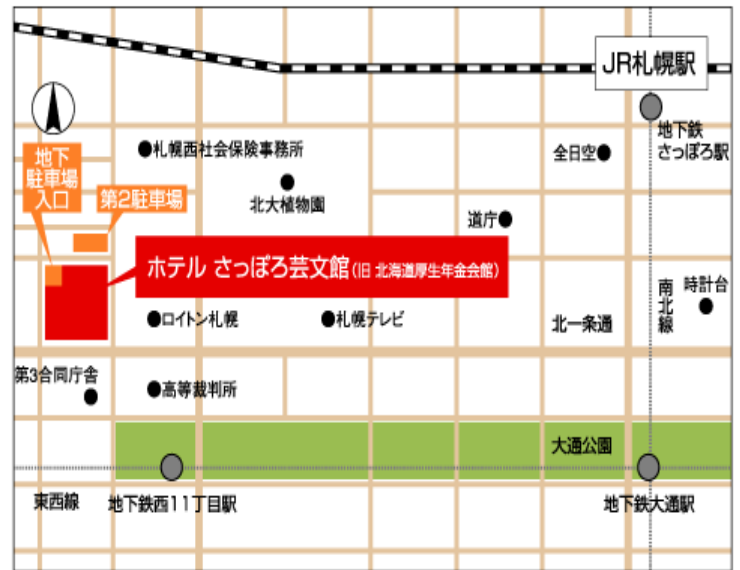 JR札幌駅
地下鉄
さっぽろ駅
●札幌西社会保険事務所
全日空●
地下
駐車場
入口
第2駐車場
北大植物園
道庁●
ホテル さっぽろ芸文館(旧 北海道厚生年金会館)
●ロイトン札幌
●札幌テレビ
北一条通
南北線
時計台
第3合同庁舎
●高等裁判所
大通公園
東西線
地下鉄西11丁目駅
地下鉄大通駅